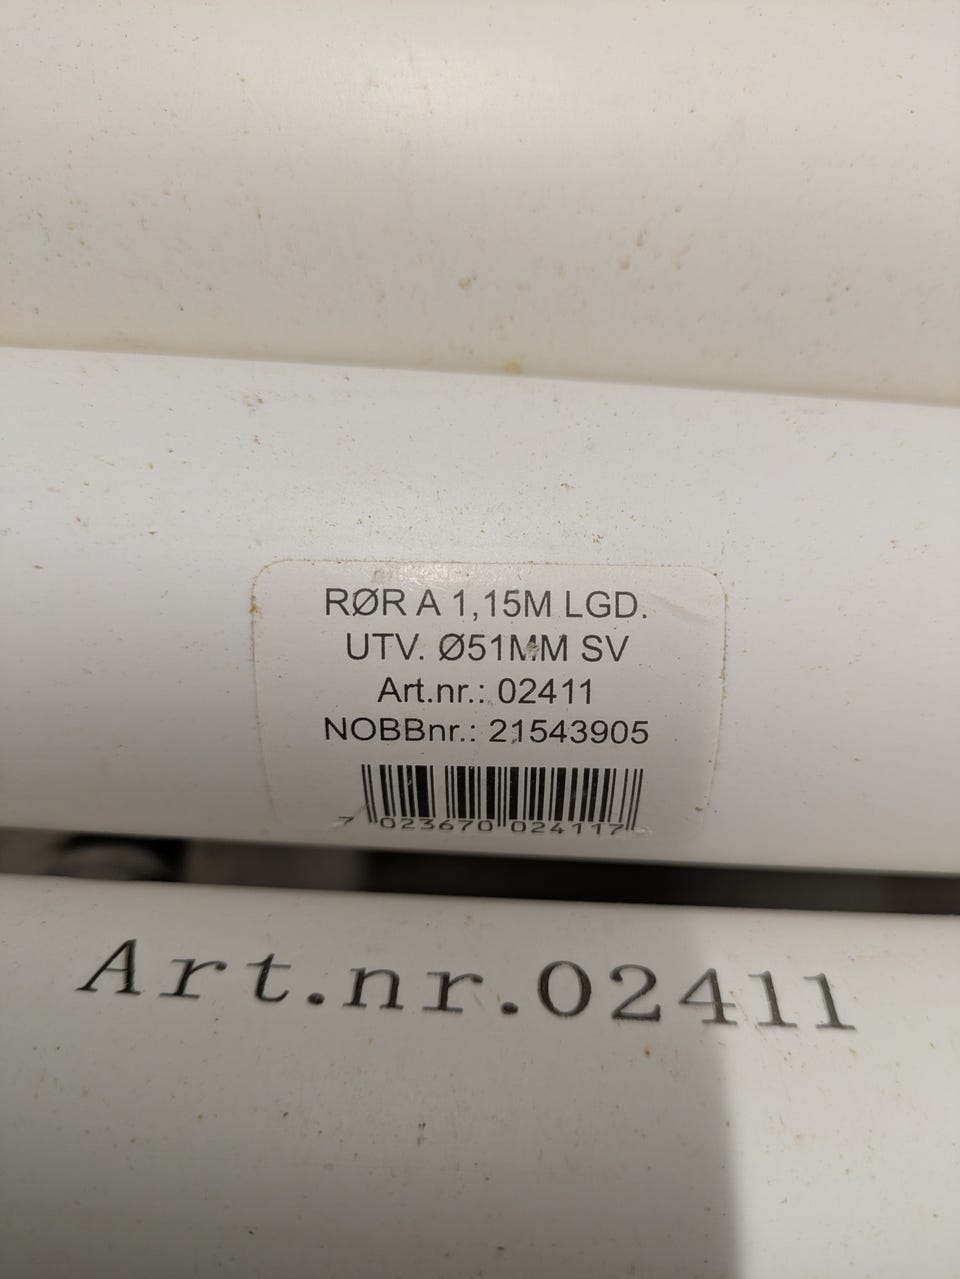 RØR A 1,15M LGD.
UTV. Ø51MM SV
Art.nr.: 02411
NOBBnr.: 21543905
7 023670 024117
Art.nr.02411